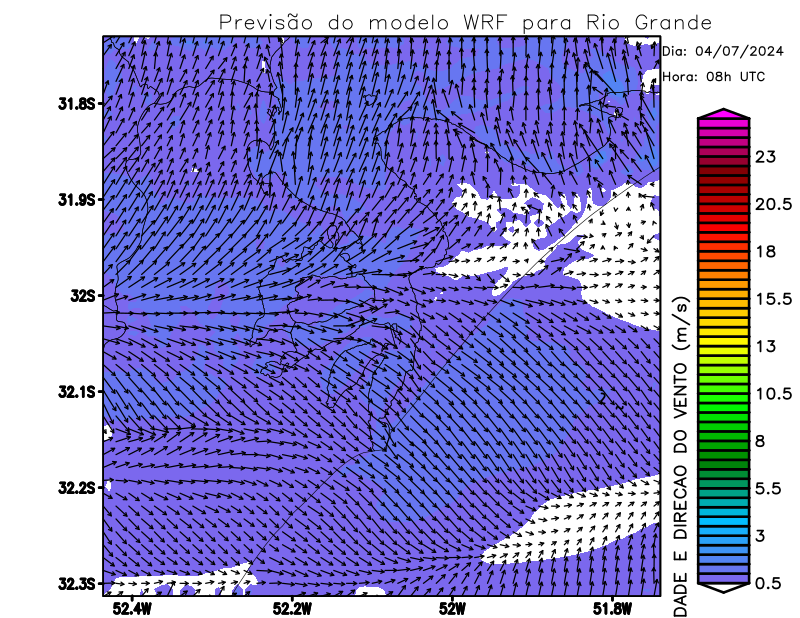 Previsão do modelo WRF para Rio Grande
Dia: 04/07/2024
Hora: 08h UTC
31.8S
31.9S
32S
32.1S
32.2S
32.3S
52.4W
52.2W
52W
51.8W
23
20.5
18
15.5
13
10.5
8
5.5
3
0.5
DADE E DIRECAO DO VENTO (m/s)